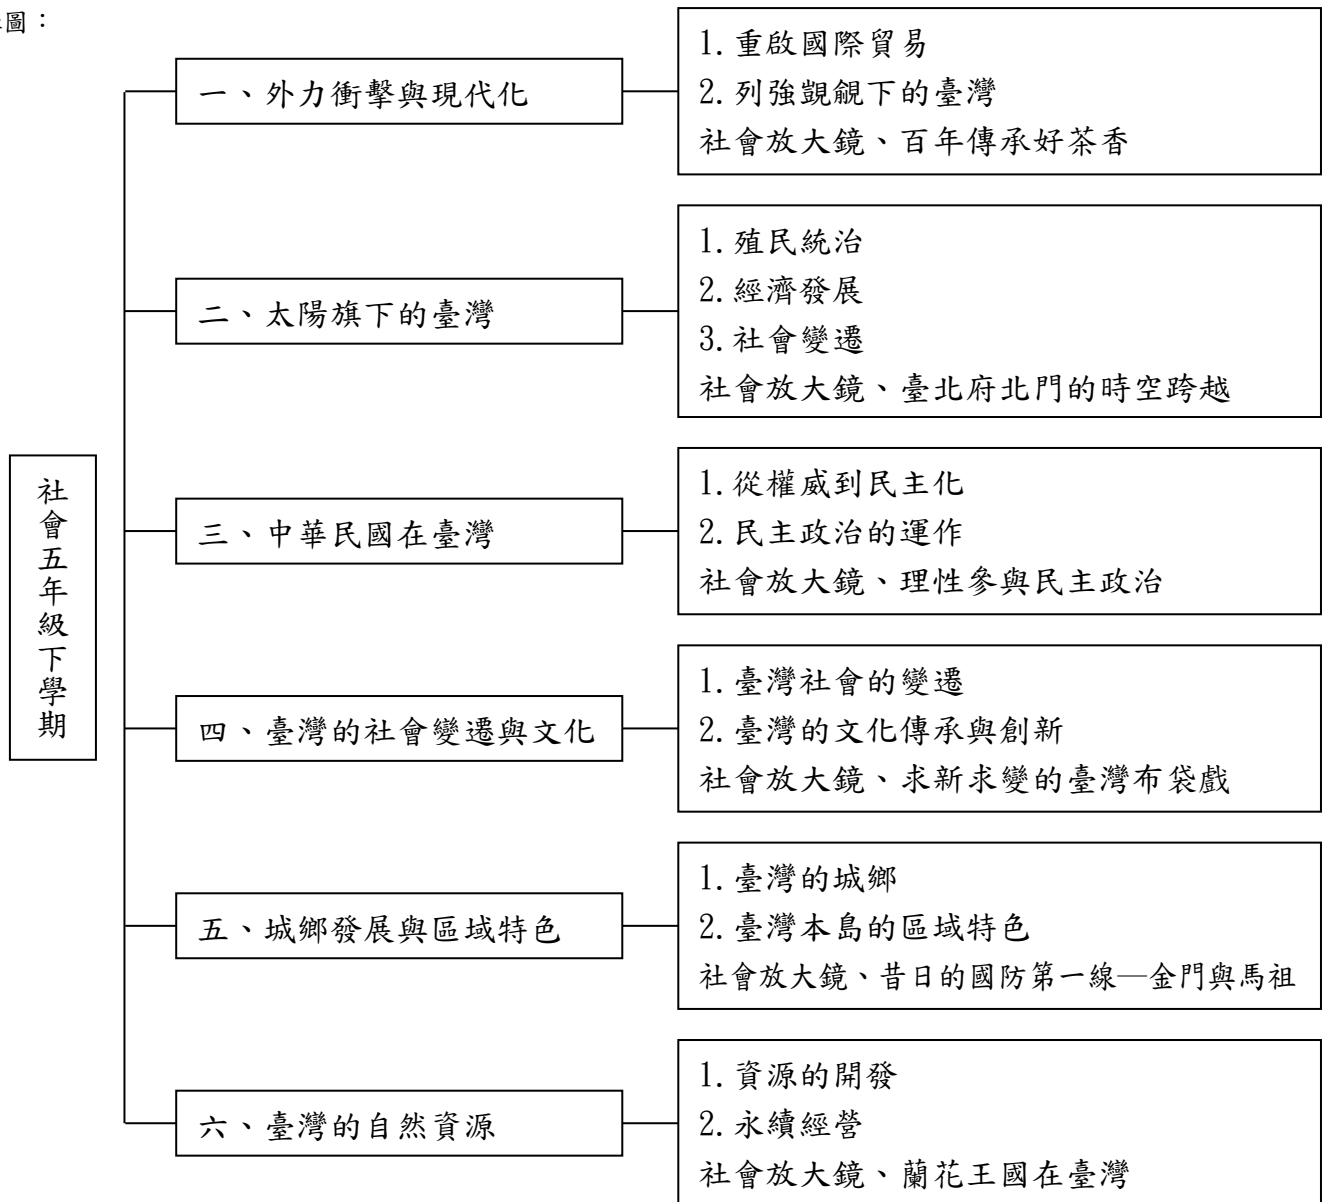 圖：
社會五年級下學期
一、外力衝擊與現代化
1.重啟國際貿易
2.列強覬覦下的臺灣
社會放大鏡、百年傳承好茶香
二、太陽旗下的臺灣
1.殖民統治
2.經濟發展
3.社會變遷
社會放大鏡、臺北府北門的時空跨越
三、中華民國在臺灣
1.從權威到民主化
2.民主政治的運作
社會放大鏡、理性參與民主政治
四、臺灣的社會變遷與文化
1.臺灣社會的變遷
2.臺灣的文化傳承與創新
社會放大鏡、求新求變的臺灣布袋戲
五、城鄉發展與區域特色
1.臺灣的城鄉
2.臺灣本島的區域特色
社會放大鏡、昔日的國防第一線─金門與馬祖
六、臺灣的自然資源
1.資源的開發
2.永續經營
社會放大鏡、蘭花王國在臺灣